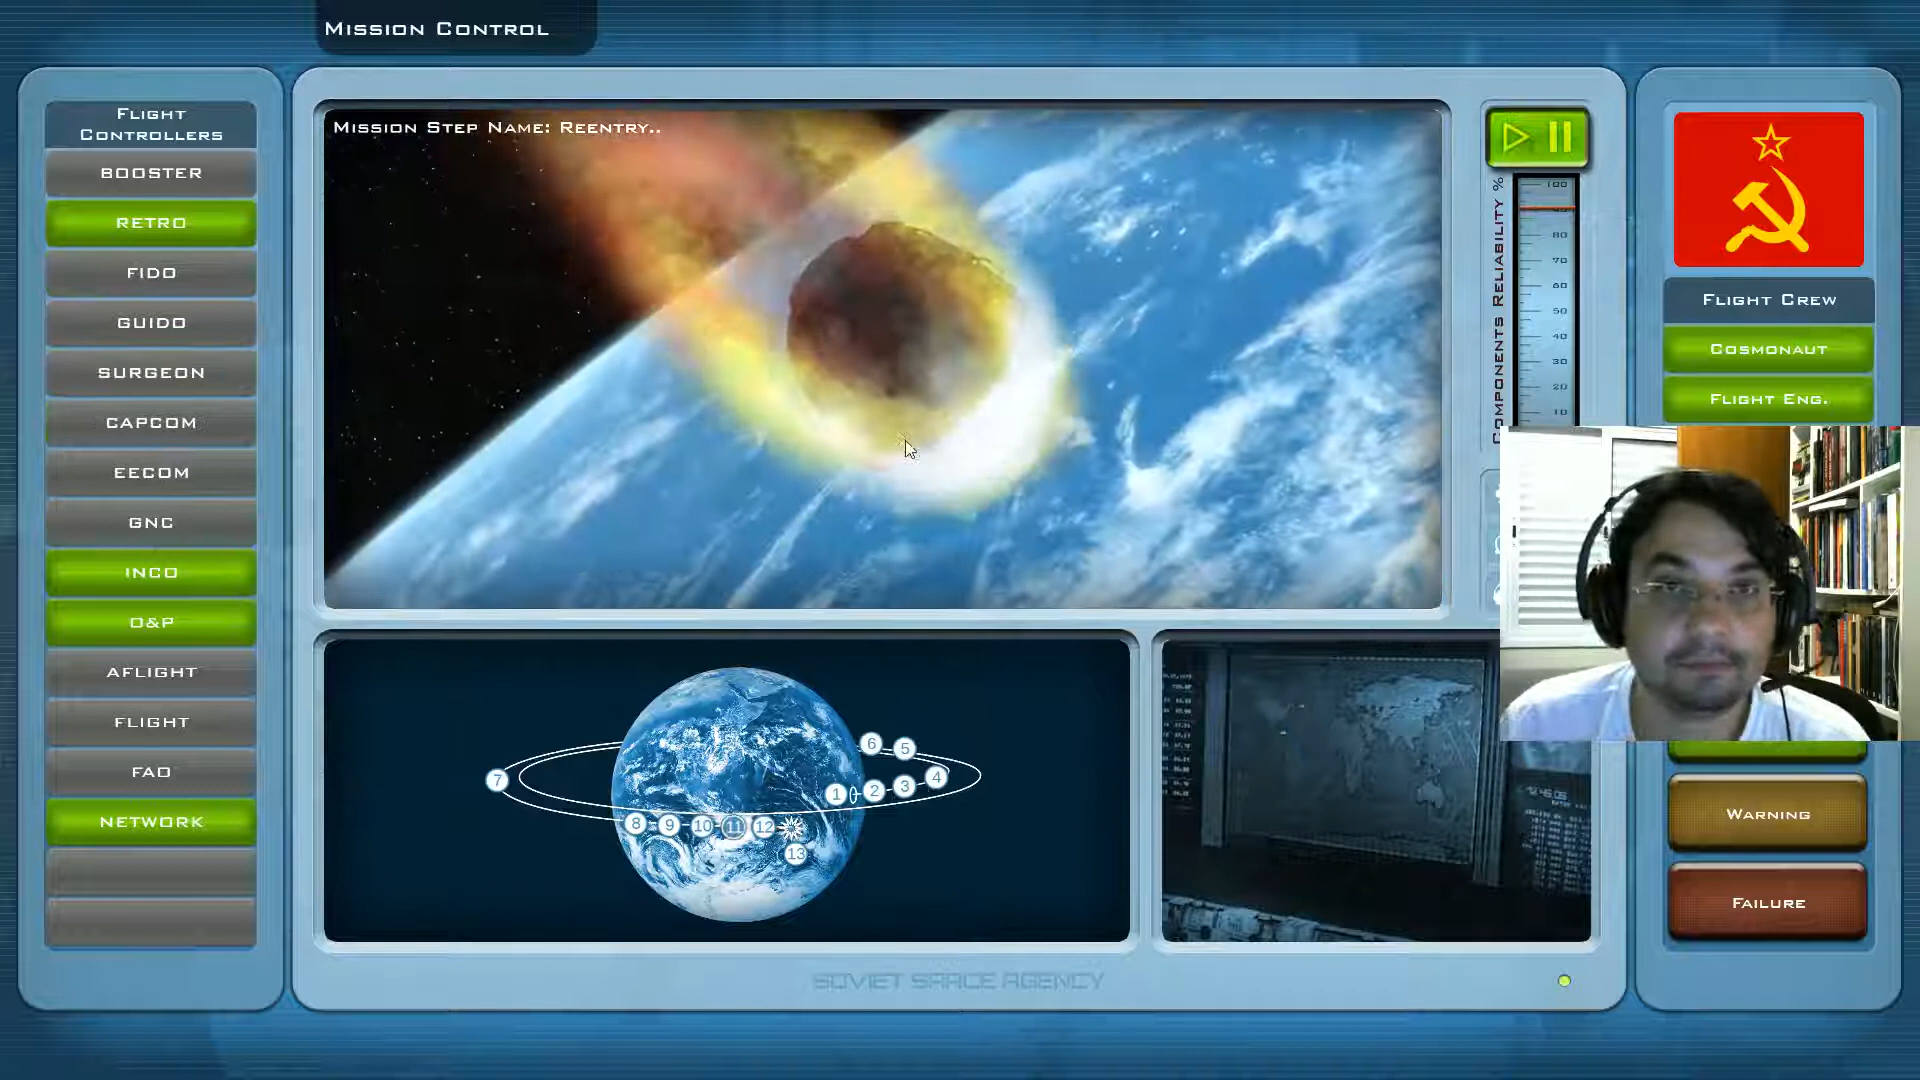 Mission Control
Flight
Controllers
BOOSTER
RETRO
FIDO
GUIDO
SURGEON
CAPCOM
EECOM
GNC
INCO
O&P
AFLIGHT
FLIGHT
FAO
NETWORK
Mission Step Name: Reentry..
Components Reliability %
100
80
70
60
50
40
30
20
10
Flight Crew
Cosmonaut
Flight Eng.
Warning
Failure
1
2
3
4
5
6
7
8
9
10
11
12
13
SOVIET SPACE AGENCY